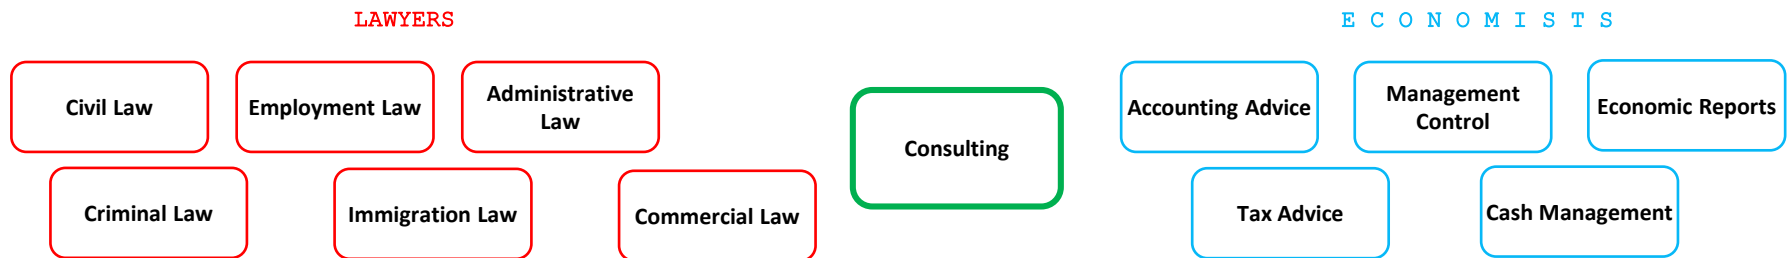 LAWYERS
E C O N O M I S T S
Civil Law
Employment Law
Administrative
Law
Criminal Law
Immigration Law
Commercial Law
Consulting
Accounting Advice
Management
Control
Economic Reports
Tax Advice
Cash Management